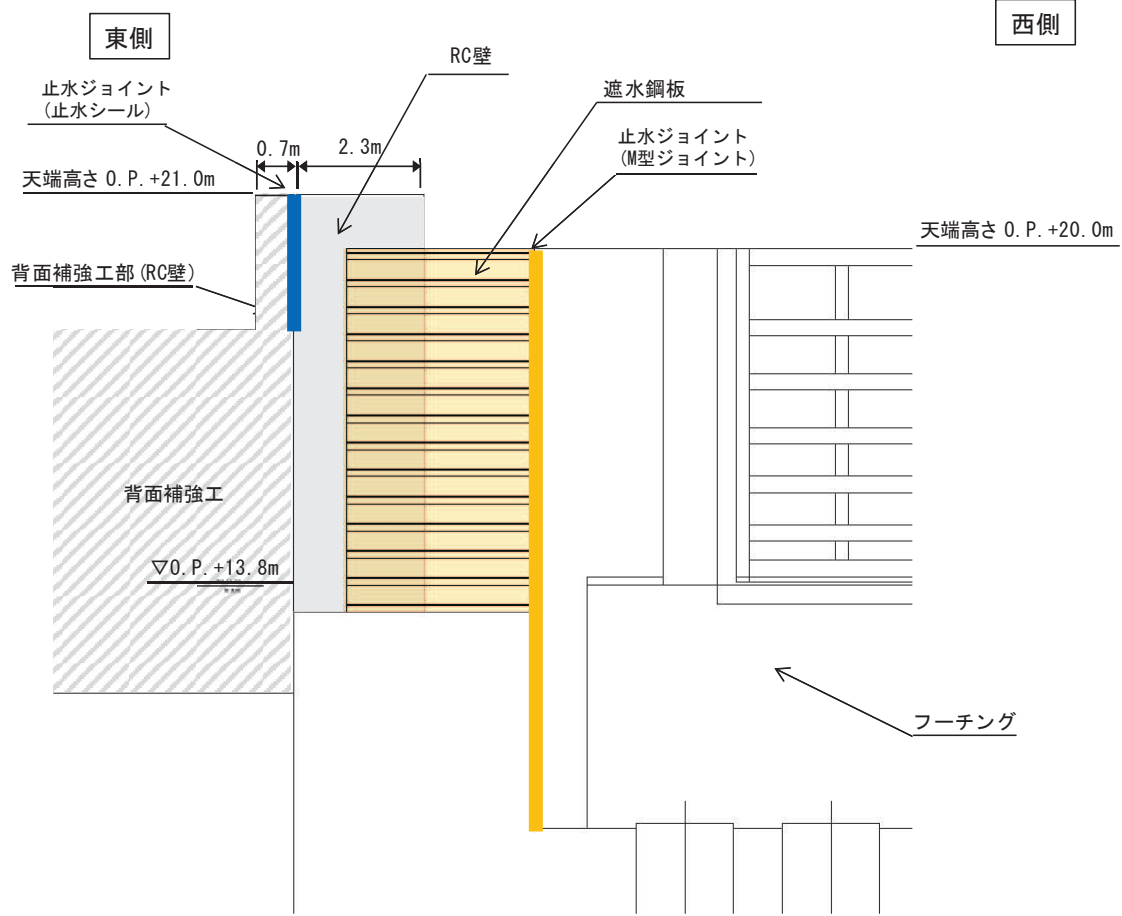 東側
西側
RC壁
止水ジョイント
(止水シール)
遮水鋼板
止水ジョイント
(M型ジョイント)
0.7m
2.3m
天端高さ O.P.+21.0m
天端高さ O.P.+20.0m
背面補強工部(RC壁)
背面補強工
▽O.P.+13.8m
フーチング